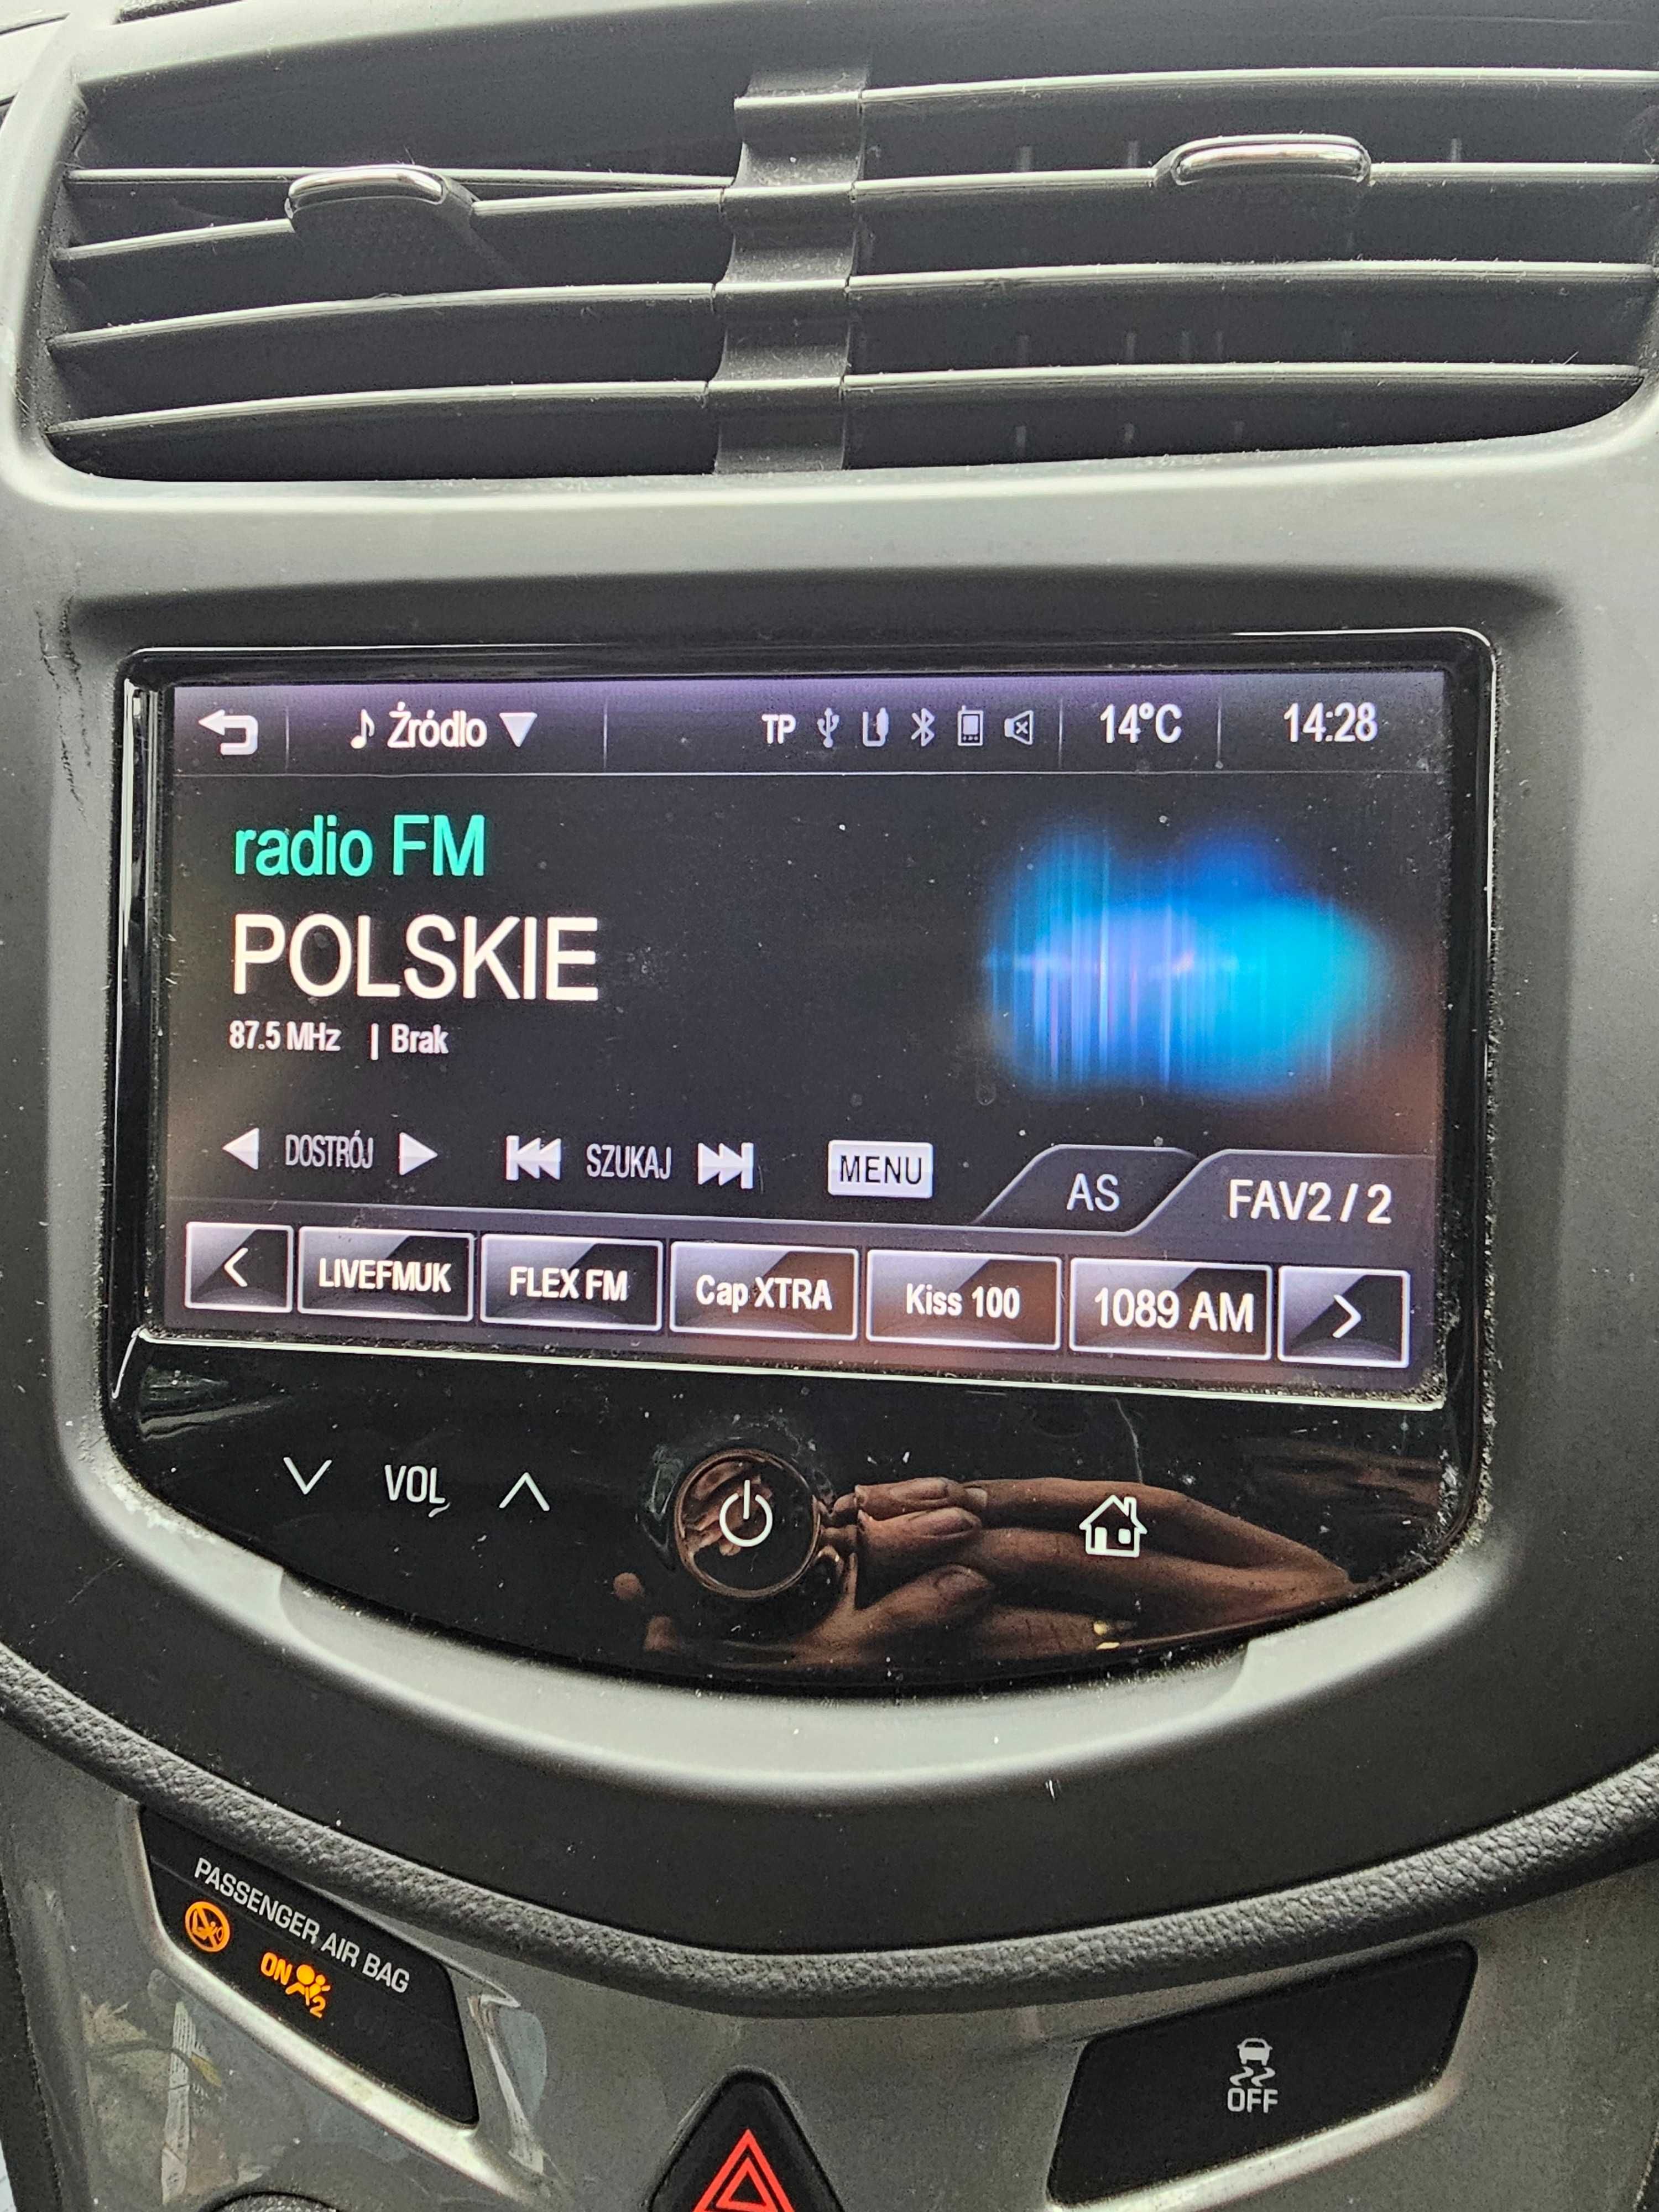 Źródło TP 14°C 14:28
radio FM
POLSKIE
87.5 MHz | Brak
DOSTRÓJ SZUKAJ MENU AS FAV2 / 2
< LIVEFMUK FLEX FM Cap XTRA Kiss 100 1089 AM >
VOL
PASSENGER AIR BAG
ON 2
OFF